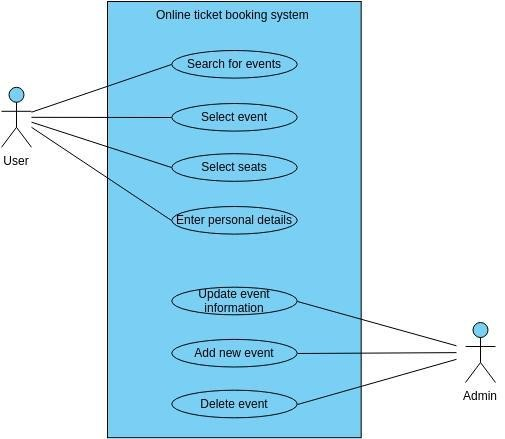 Online ticket booking system
Search for events
Select event
User
Select seats
Enter personal details
Update event
information
Add new event
Admin
Delete event